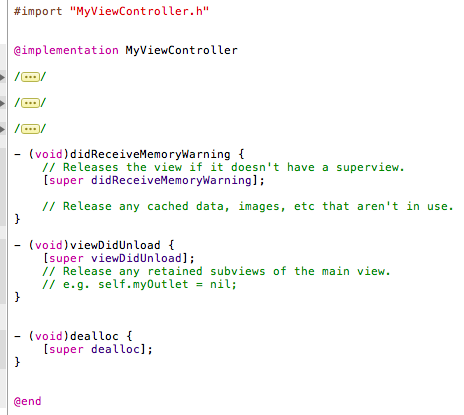 #import "MyViewController.h"
@implementation MyViewController
/•••/
/•••/
/•••/
- (void)didReceiveMemoryWarning {
// Releases the view if it doesn't have a superview.
[super didReceiveMemoryWarning];
// Release any cached data, images, etc that aren't in use.
}
- (void)viewDidUnload {
[super viewDidUnload];
// Release any retained subviews of the main view.
// e.g. self.myOutlet = nil;
}
- (void)dealloc {
[super dealloc];
}
@end